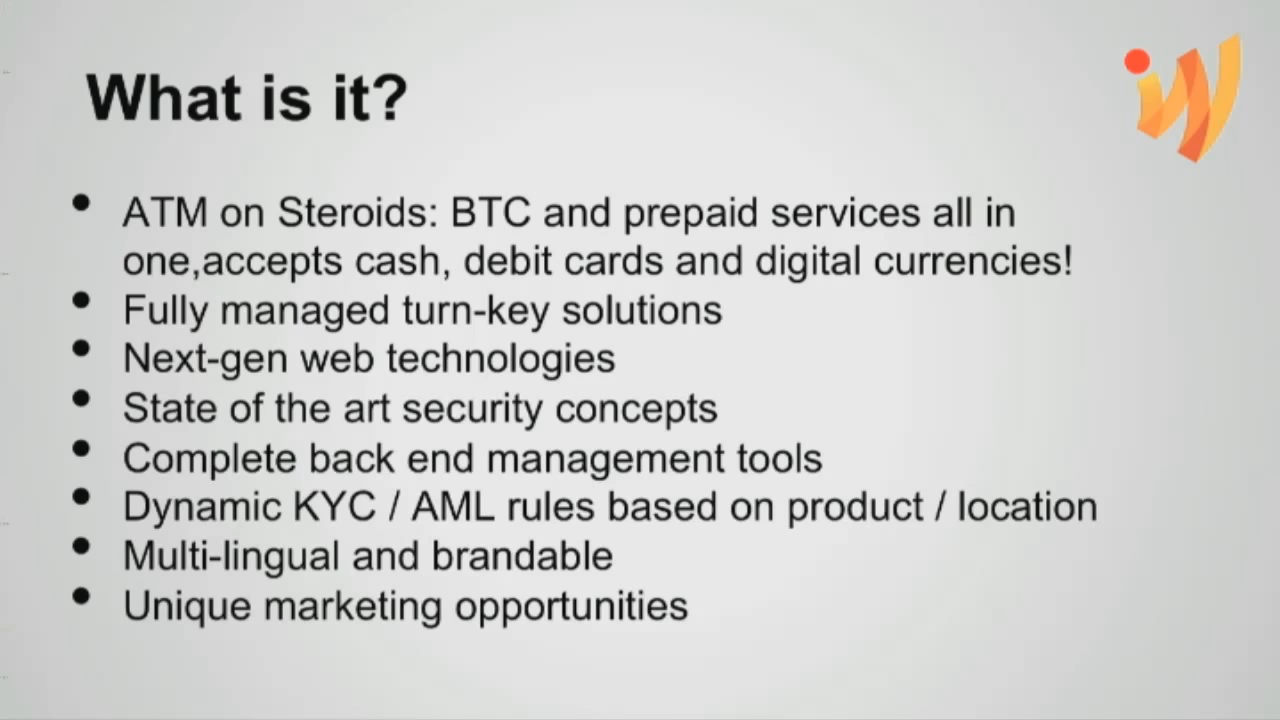 What is it?
• ATM on Steroids: BTC and prepaid services all in
one,accepts cash, debit cards and digital currencies!
• Fully managed turn-key solutions
• Next-gen web technologies
• State of the art security concepts
• Complete back end management tools
• Dynamic KYC / AML rules based on product / location
• Multi-lingual and brandable
• Unique marketing opportunities
iW